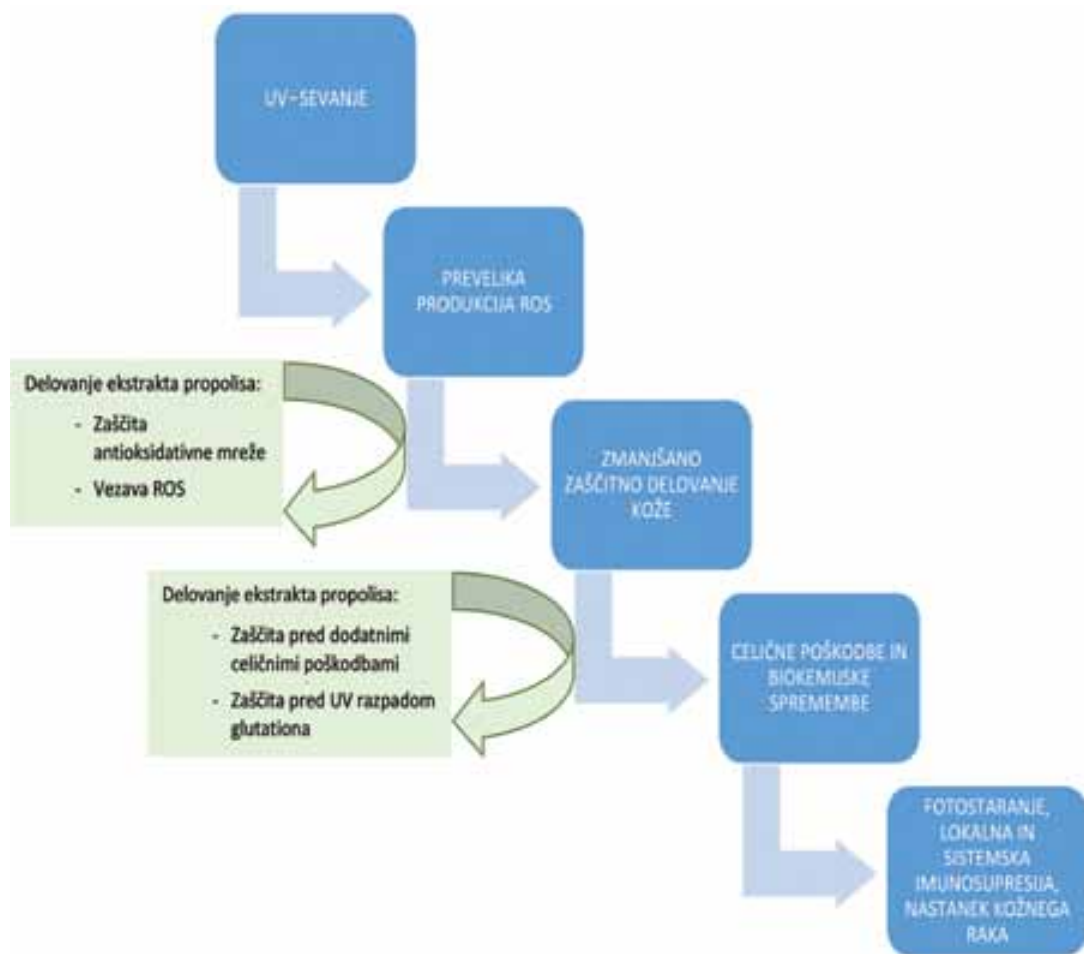 UV-SEVANJE
PREVELIKA
PRODUKCIJA ROS
Delovanje ekstrakta propolisa:
- Zaščita
antioksidativne mreže
- Vezava ROS
ZMANJŠANO
ZAŠČITNO DELOVANJE
KOŽE
Delovanje ekstrakta propolisa:
- Zaščita pred dodatnimi
celičnimi poškodbami
- Zaščita pred UV razpadom
glutationa
CELIČNE POŠKODBE IN
BIOKEMIJSKE
SPREMEMBE
FOTOSTARANJE,
LOKALNA IN
SISTEMSKA
IMUNOSUPRESIJA,
NASTANEK KOŽNEGA
RAKA